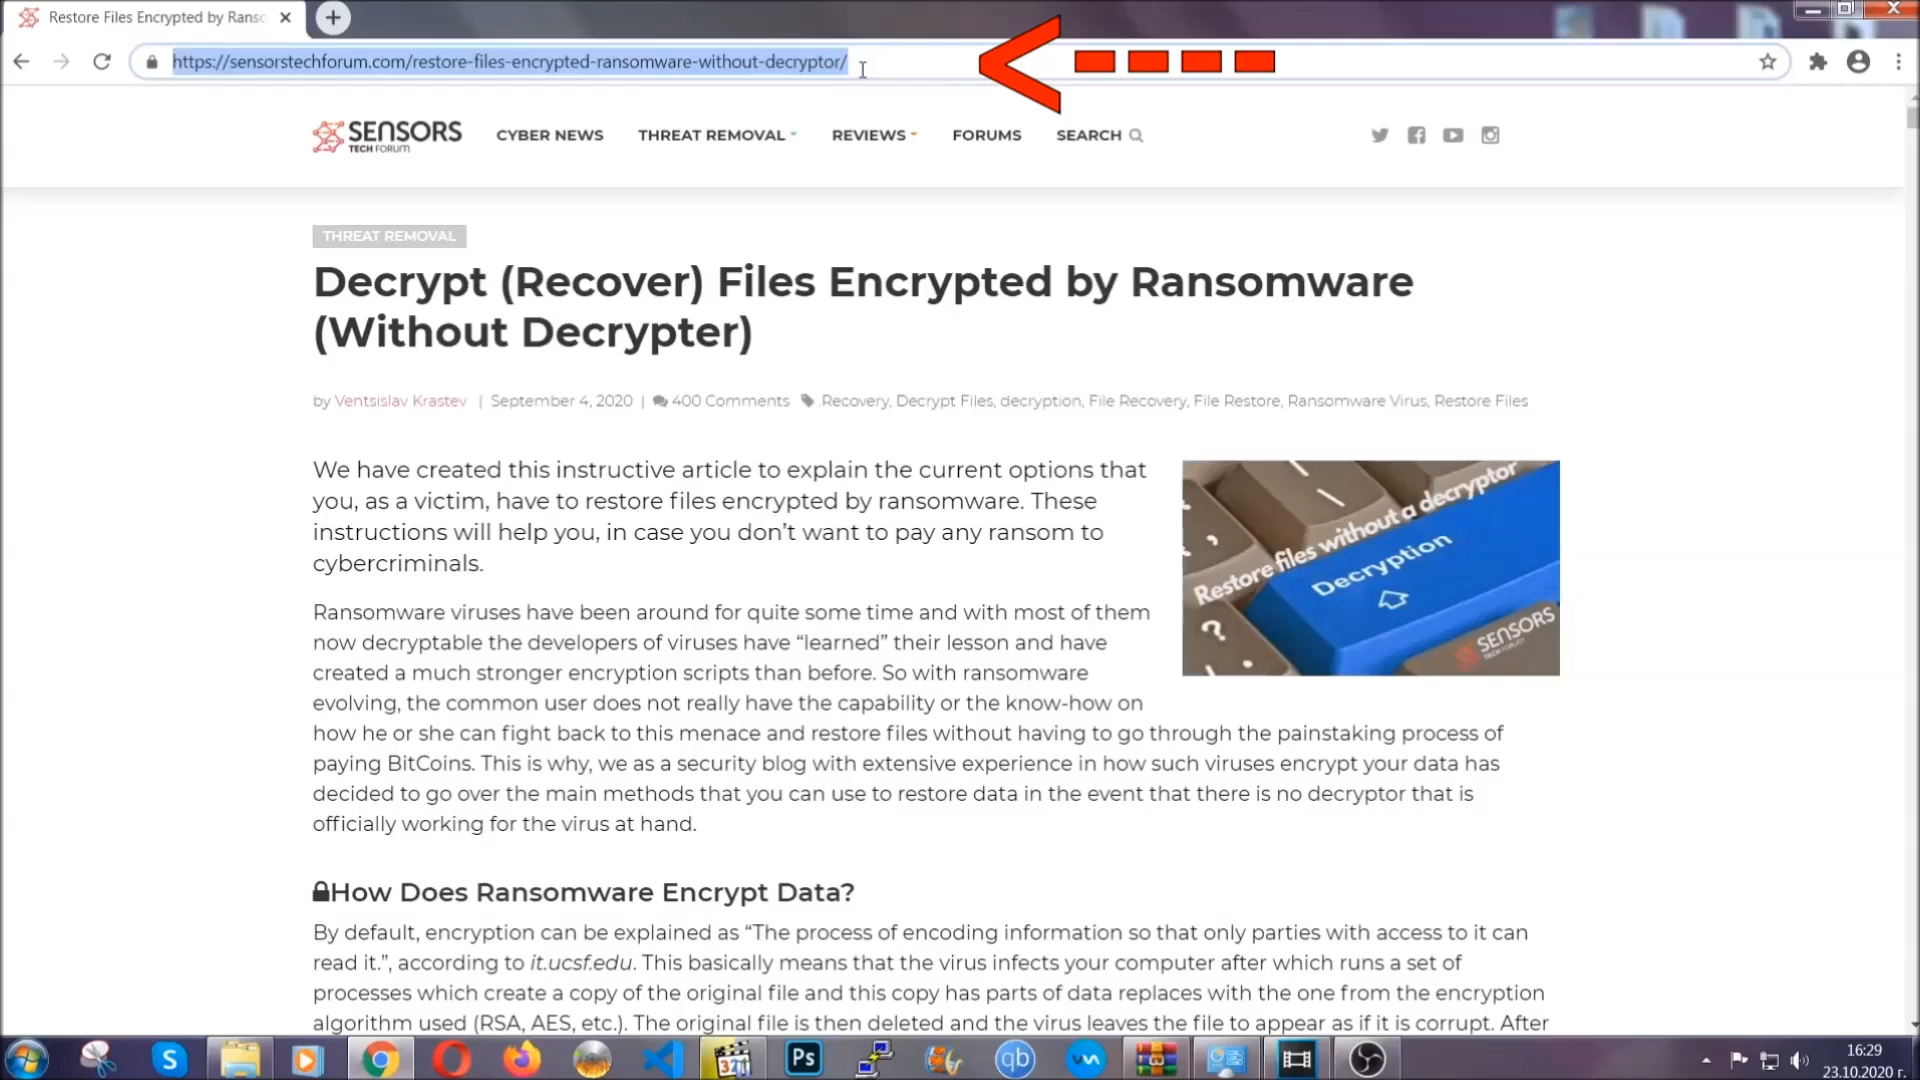 Restore Files Encrypted by Ransc
https://sensorstechforum.com/restore-files-encrypted-ransomware-without-decryptor/
SENSORS
TECH FORUM
CYBER NEWS
THREAT REMOVAL
REVIEWS
FORUMS
SEARCH
THREAT REMOVAL
Decrypt (Recover) Files Encrypted by Ransomware
(Without Decrypter)
by Ventsislav Krastev | September 4, 2020 | 400 Comments .Recovery, Decrypt Files, decryption, File Recovery, File Restore, Ransomware Virus, Restore Files
We have created this instructive article to explain the current options that
you, as a victim, have to restore files encrypted by ransomware. These
instructions will help you, in case you don’t want to pay any ransom to
cybercriminals.
Restore files without a decryptor
Decryption
SENSORS
TECH FORUM
Ransomware viruses have been around for quite some time and with most of them
now decryptable the developers of viruses have “learned” their lesson and have
created a much stronger encryption scripts than before. So with ransomware
evolving, the common user does not really have the capability or the know-how on
how he or she can fight back to this menace and restore files without having to go through the painstaking process of
paying BitCoins. This is why, we as a security blog with extensive experience in how such viruses encrypt your data has
decided to go over the main methods that you can use to restore data in the event that there is no decryptor that is
officially working for the virus at hand.
How Does Ransomware Encrypt Data?
By default, encryption can be explained as “The process of encoding information so that only parties with access to it can
read it.”, according to it.ucsf.edu. This basically means that the virus infects your computer after which runs a set of
processes which create a copy of the original file and this copy has parts of data replaces with the one from the encryption
algorithm used (RSA, AES, etc.). The original file is then deleted and the virus leaves the file to appear as if it is corrupt. After
321
Ps
qb
16:29
23.10.2020 г.